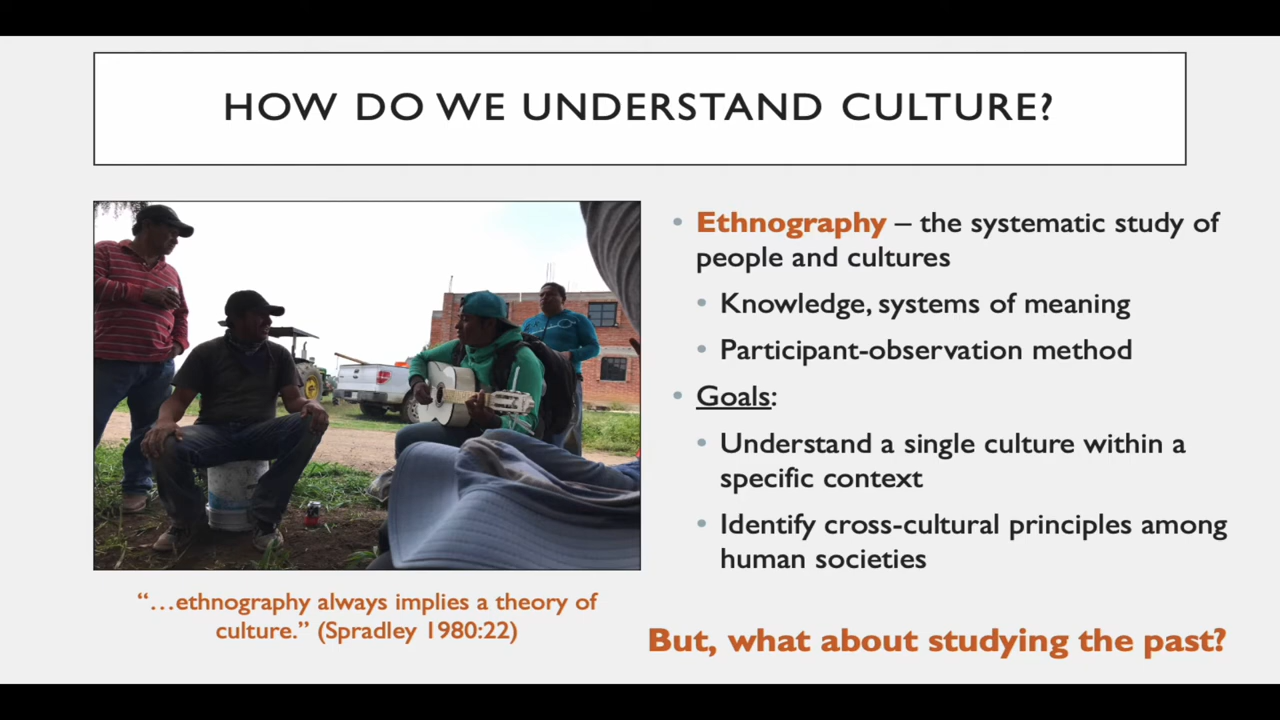 HOW DO WE UNDERSTAND CULTURE?
• Ethnography – the systematic study of
people and cultures
• Knowledge, systems of meaning
• Participant-observation method
• Goals:
• Understand a single culture within a
specific context
• Identify cross-cultural principles among
human societies
“…ethnography always implies a theory of
culture.” (Spradley 1980:22)
But, what about studying the past?